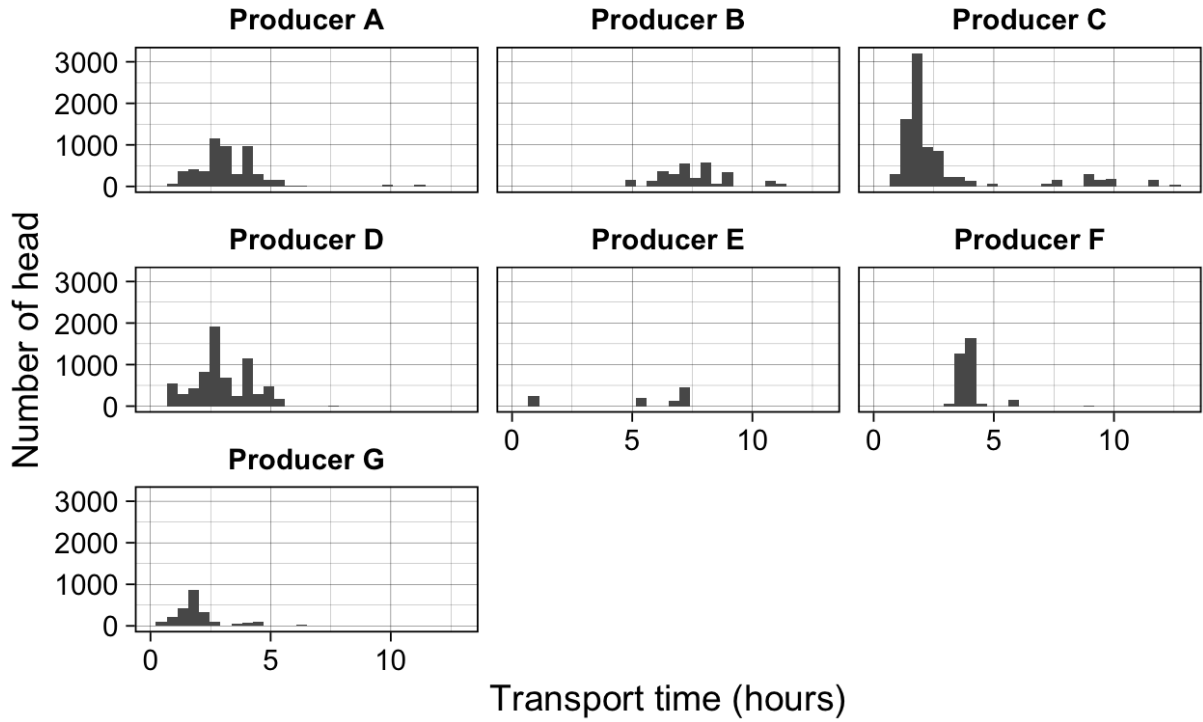 Producer A Producer B Producer C
3000
2000
1000
0
Producer D Producer E Producer F
3000
2000
1000
0
0 5 10 0 5 10
Producer G
3000
2000
1000
0
0 5 10
Number of head
Transport time (hours)